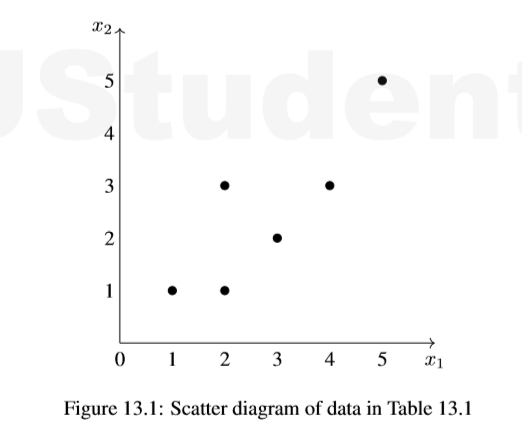 x₂
5
4
3
2
1
0 1 2 3 4 5 x₁
Figure 13.1: Scatter diagram of data in Table 13.1